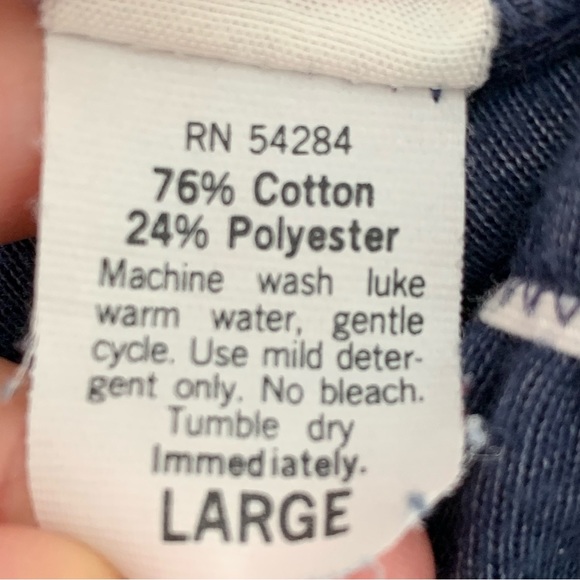 RN 54284
76% Cotton
24% Polyester
Machine wash luke
warm water, gentle
cycle. Use mild deter-
gent only. No bleach.
Tumble dry
Immediately.
LARGE